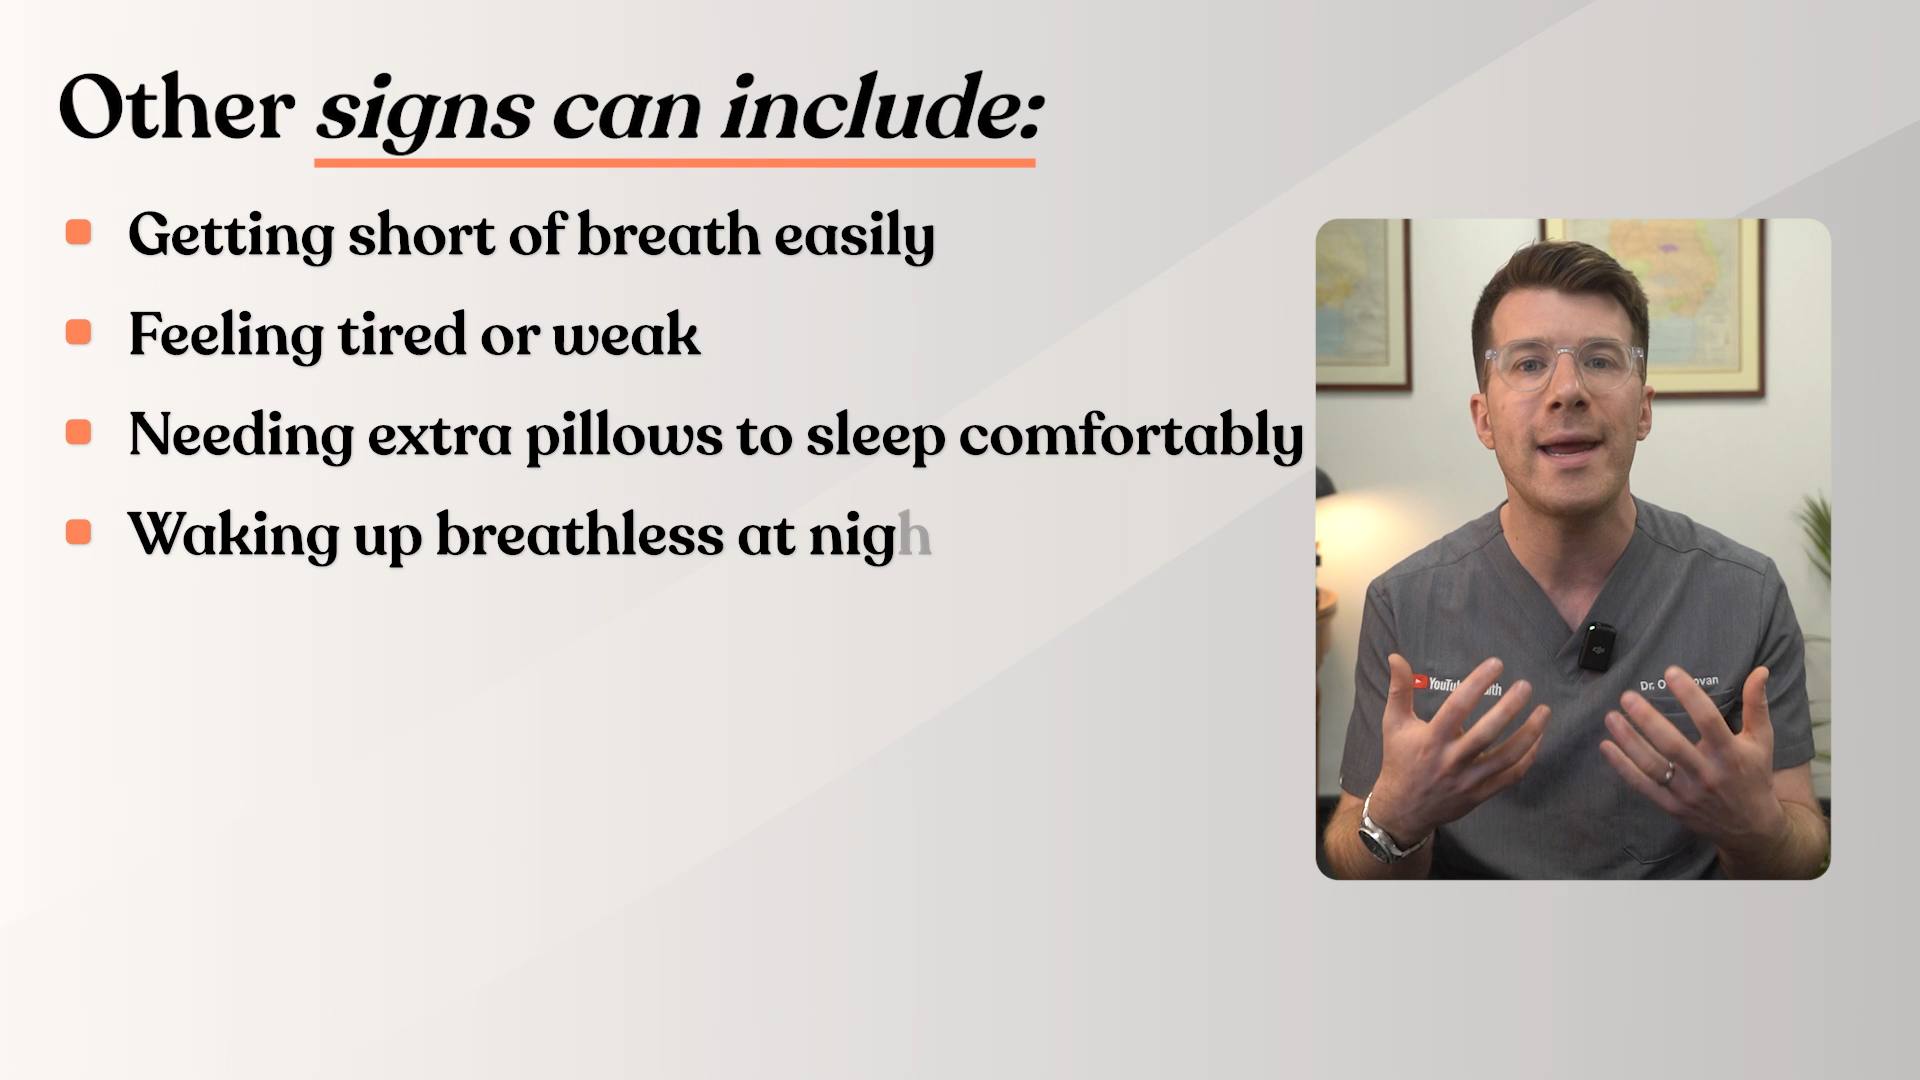 Other signs can include:
Getting short of breath easily
Feeling tired or weak
Needing extra pillows to sleep comfortably
Waking up breathless at nigh